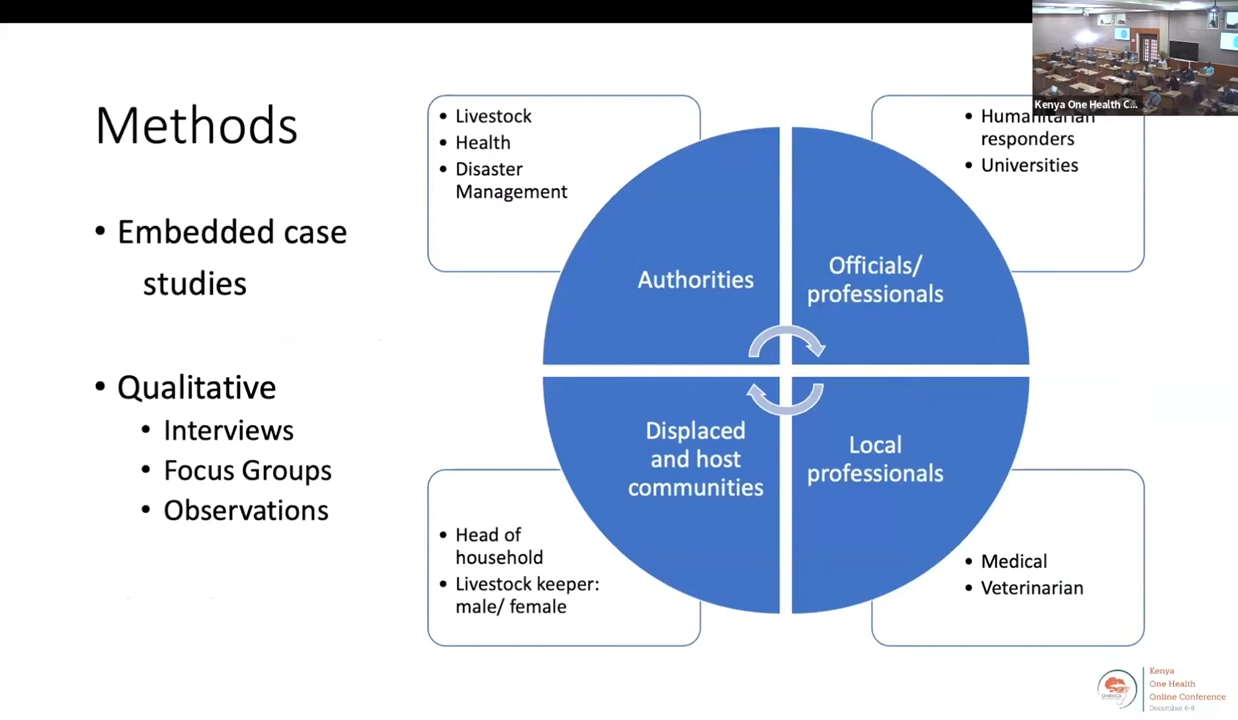 Methods
• Embedded case
studies
• Qualitative
• Interviews
• Focus Groups
• Observations
• Livestock
• Health
• Disaster
Management
• Humanitarian
responders
• Universities
Authorities
Officials/
professionals
Displaced
and host
communities
Local
professionals
• Head of
household
• Livestock keeper:
male/ female
• Medical
• Veterinarian
Kenya One Health C...
Kenya
One Health
Online Conference
December 6-8